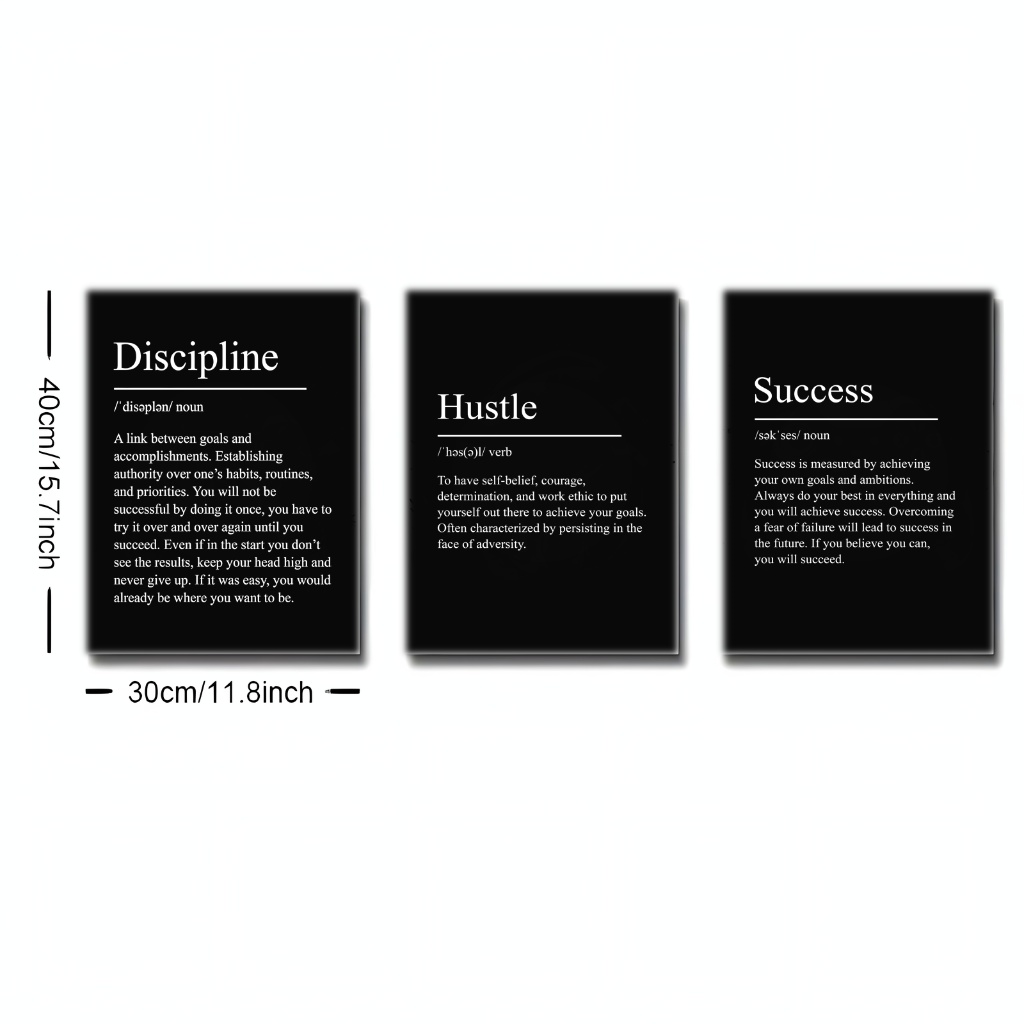 40cm/15.7inch
Discipline
/ˈdisəplən/ noun
A link between goals and
accomplishments. Establishing
authority over one’s habits, routines,
and priorities. You will not be
successful by doing it once, you have to
try it over and over again until you
succeed. Even if in the start you don’t
see the results, keep your head high and
never give up. If it was easy, you would
already be where you want to be.
30cm/11.8inch
Hustle
/ˈhəs(ə)l/ verb
To have self-belief, courage,
determination, and work ethic to put
yourself out there to achieve your goals.
Often characterized by persisting in the
face of adversity.
Success
/səkˈses/ noun
Success is measured by achieving
your own goals and ambitions.
Always do your best in everything and
you will achieve success. Overcoming
a fear of failure will lead to success in
the future. If you believe you can,
you will succeed.